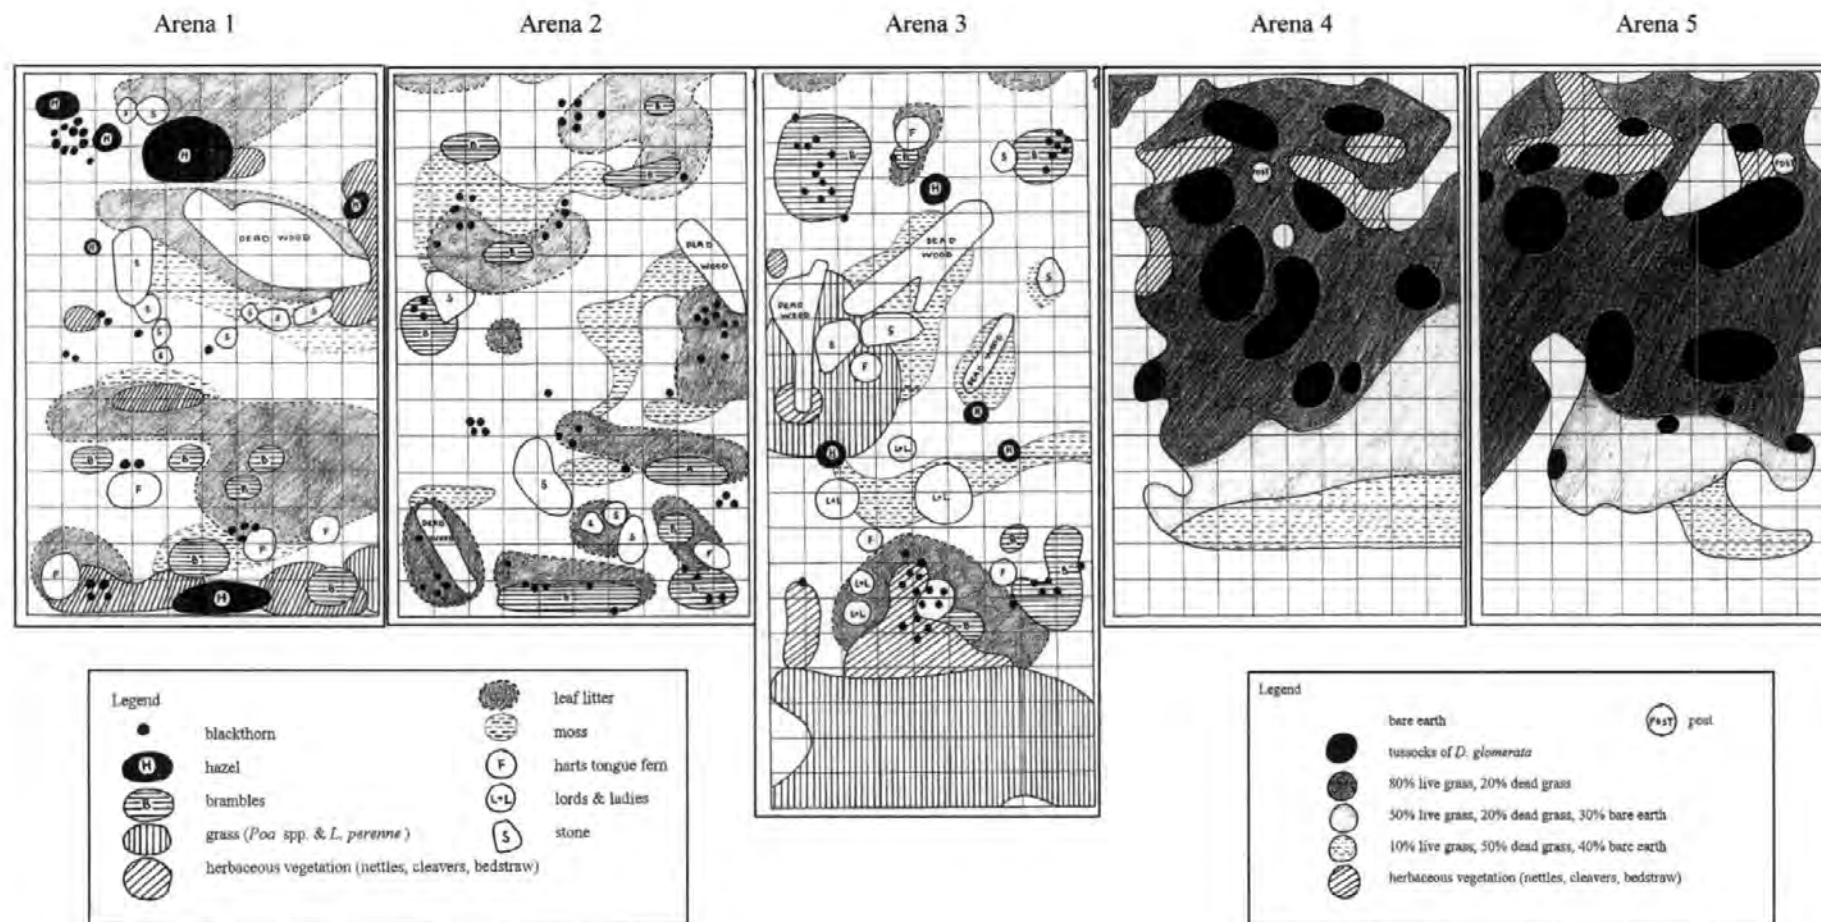 Arena 1
Arena 2
Arena 3
Arena 4
Arena 5
H
F
S
H
H
H
DEAD WOOD
S
S
S
S
S
S
S
S
B
B
B
B
F
F
F
B
F
B
H
B
B
B
B
DEAD
WOOD
S
B
B
S
S
S
S
B
DEAD
F
B
B
F
B
B
S
B
H
DEAD
WOOD
S
DEAD
WOOD
S
S
F
DEAD WOOD
H
H
L+L
H
L+L
L+L
F
B
F
B
L+L
L+L
B
POST
POST
Legend
blackthorn
H hazel
B brambles
grass (Poa spp. & L. perenne )
herbaceous vegetation (nettles, cleavers, bedstraw)
leaf litter
moss
F harts tongue fern
L+L lords & ladies
S stone
Legend
bare earth
tussocks of D. glomerata
80% live grass, 20% dead grass
50% live grass, 20% dead grass, 30% bare earth
10% live grass, 50% dead grass, 40% bare earth
herbaceous vegetation (nettles, cleavers, bedstraw)
POST post